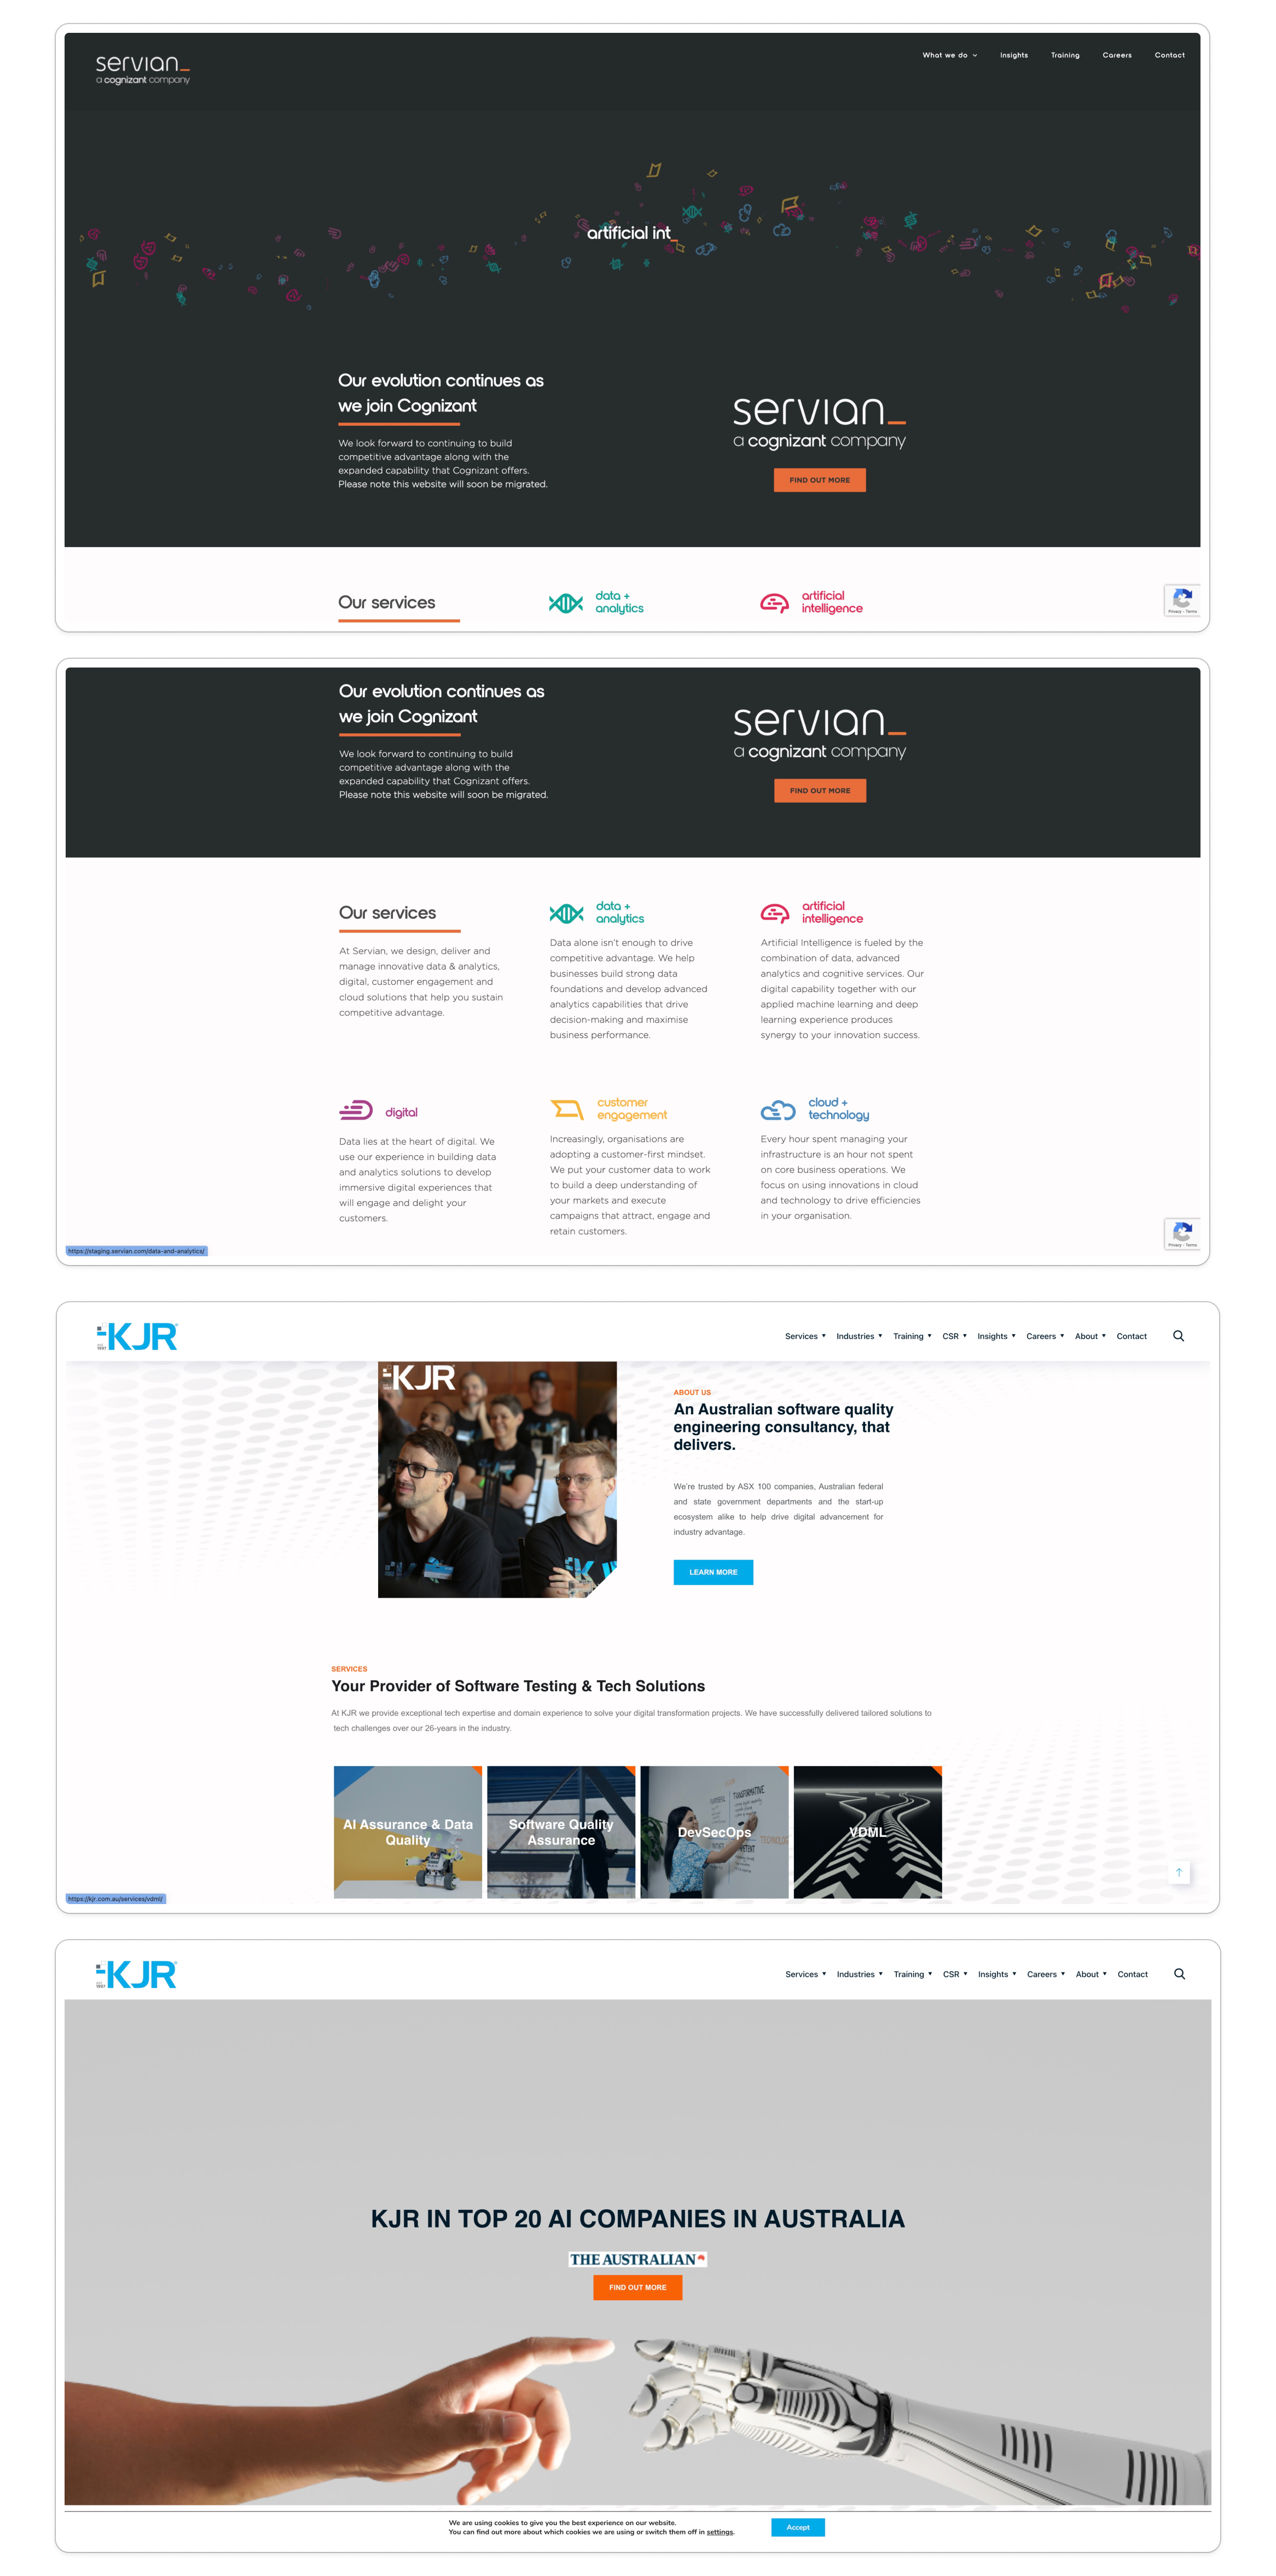 servian_
a cognizant company
What we do
Insights
Training
Careers
Contact
artificial int_
Our evolution continues as
we join Cognizant
We look forward to continuing to build
competitive advantage along with the
expanded capability that Cognizant offers.
Please note this website will soon be migrated.
servian_
a cognizant company
FIND OUT MORE
Our services
data +
analytics
artificial
intelligence
Privacy - Terms
Our evolution continues as
we join Cognizant
We look forward to continuing to build
competitive advantage along with the
expanded capability that Cognizant offers.
Please note this website will soon be migrated.
servian_
a cognizant company
FIND OUT MORE
Our services
At Servian, we design, deliver and
manage innovative data & analytics,
digital, customer engagement and
cloud solutions that help you sustain
competitive advantage.
data +
analytics
Data alone isn't enough to drive
competitive advantage. We help
businesses build strong data
foundations and develop advanced
analytics capabilities that drive
decision-making and maximise
business performance.
artificial
intelligence
Artificial Intelligence is fueled by the
combination of data, advanced
analytics and cognitive services. Our
digital capability together with our
applied machine learning and deep
learning experience produces
synergy to your innovation success.
digital
Data lies at the heart of digital. We
use our experience in building data
and analytics solutions to develop
immersive digital experiences that
will engage and delight your
customers.
customer
engagement
Increasingly, organisations are
adopting a customer-first mindset.
We put your customer data to work
to build a deep understanding of
your markets and execute
campaigns that attract, engage and
retain customers.
cloud +
technology
Every hour spent managing your
infrastructure is an hour not spent
on core business operations. We
focus on using innovations in cloud
and technology to drive efficiencies
in your organisation.
https://staging.servian.com/data-and-analytics/
Privacy - Terms
KJR
Services
Industries
Training
CSR
Insights
Careers
About
Contact
KJR
ABOUT US
An Australian software quality
engineering consultancy, that
delivers.
We're trusted by ASX 100 companies, Australian federal
and state government departments and the start-up
ecosystem alike to help drive digital advancement for
industry advantage.
LEARN MORE
SERVICES
Your Provider of Software Testing & Tech Solutions
At KJR we provide exceptional tech expertise and domain experience to solve your digital transformation projects. We have successfully delivered tailored solutions to
tech challenges over our 26-years in the industry.
AI Assurance & Data
Quality
Software Quality
Assurance
DevSecOps
TRANSFORMATIVE
VDML
https://kjr.com.au/services/vdml/
KJR
Services
Industries
Training
CSR
Insights
Careers
About
Contact
KJR IN TOP 20 AI COMPANIES IN AUSTRALIA
THE AUSTRALIAN
FIND OUT MORE
We are using cookies to give you the best experience on our website.
You can find out more about which cookies we are using or switch them off in settings.
Accept